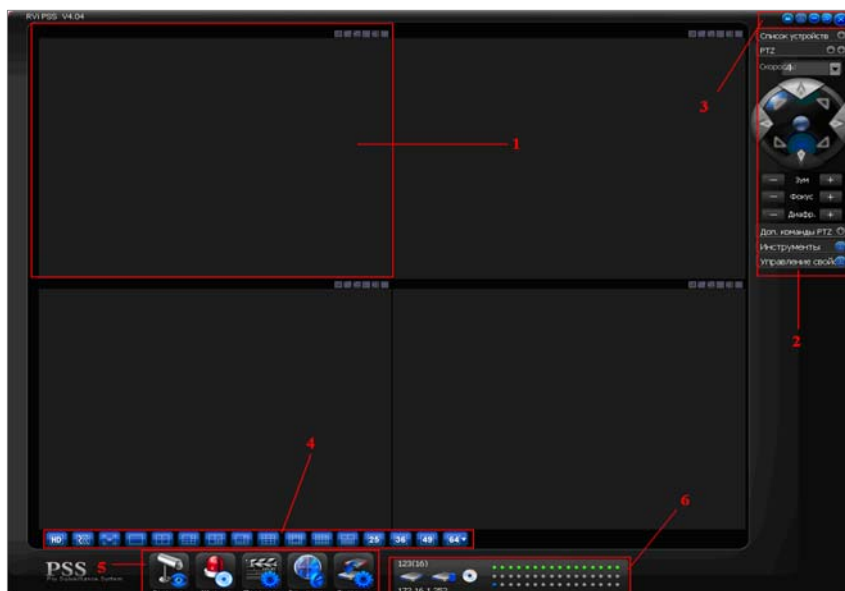 RVi PSS V4.04
3
Список устройств
PTZ
Скорость 4
1
Зум
Фокус
Диафр.
Доп. команды PTZ
Инструменты
Управление свой
2
4
HD 25 36 49 64
6
PSS
5
123(16)